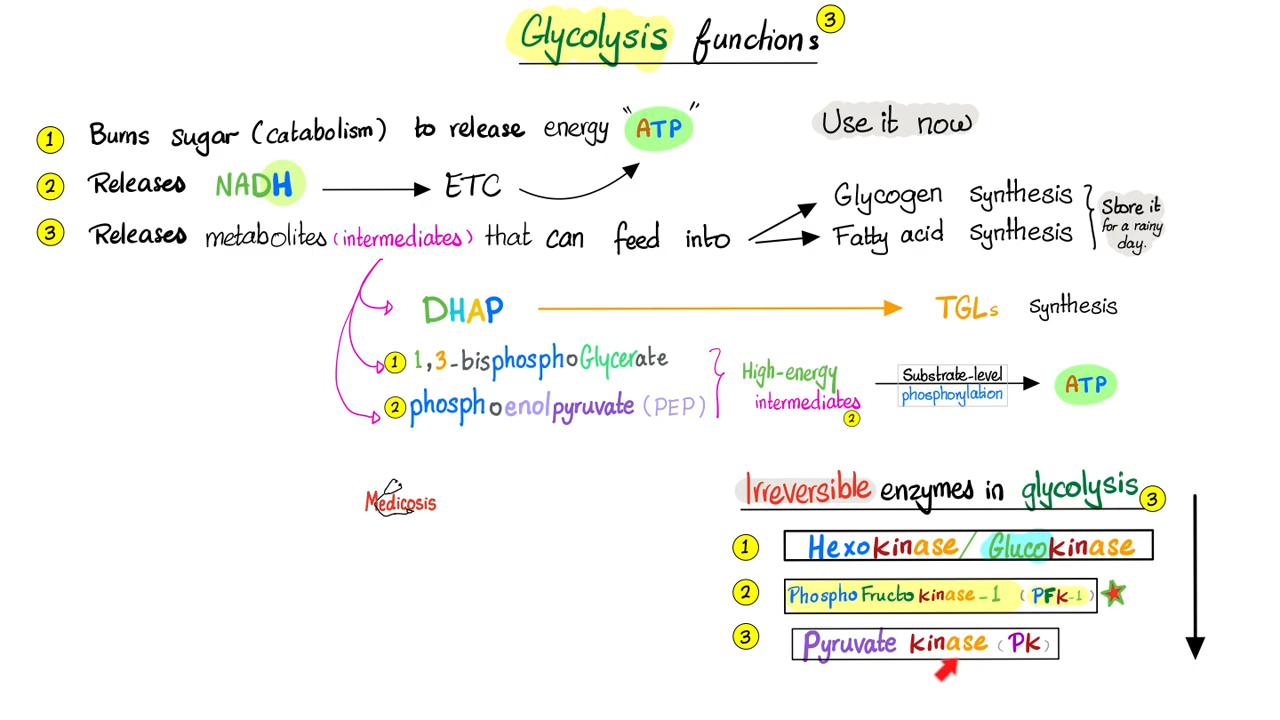 Glycolysis functions 3
1 Burns sugar (catabolism) to release energy "ATP" Use it now
2 Releases NADH ETC
3 Releases metabolites (intermediates) that can feed into
Glycogen synthesis
Fatty acid synthesis
Store it
for a rainy
day.
DHAP TGLs synthesis
1 1,3-bisphosphoGlycerate
2 phosphoenolpyruvate (PEP)
High-energy
intermediates
2
Substrate-level
phosphorylation
ATP
Medicosis
Irreversible enzymes in glycolysis 3
1 Hexokinase/Glucokinase
2 PhosphoFructokinase-1 (PFK-1)
3 Pyruvate kinase (PK)